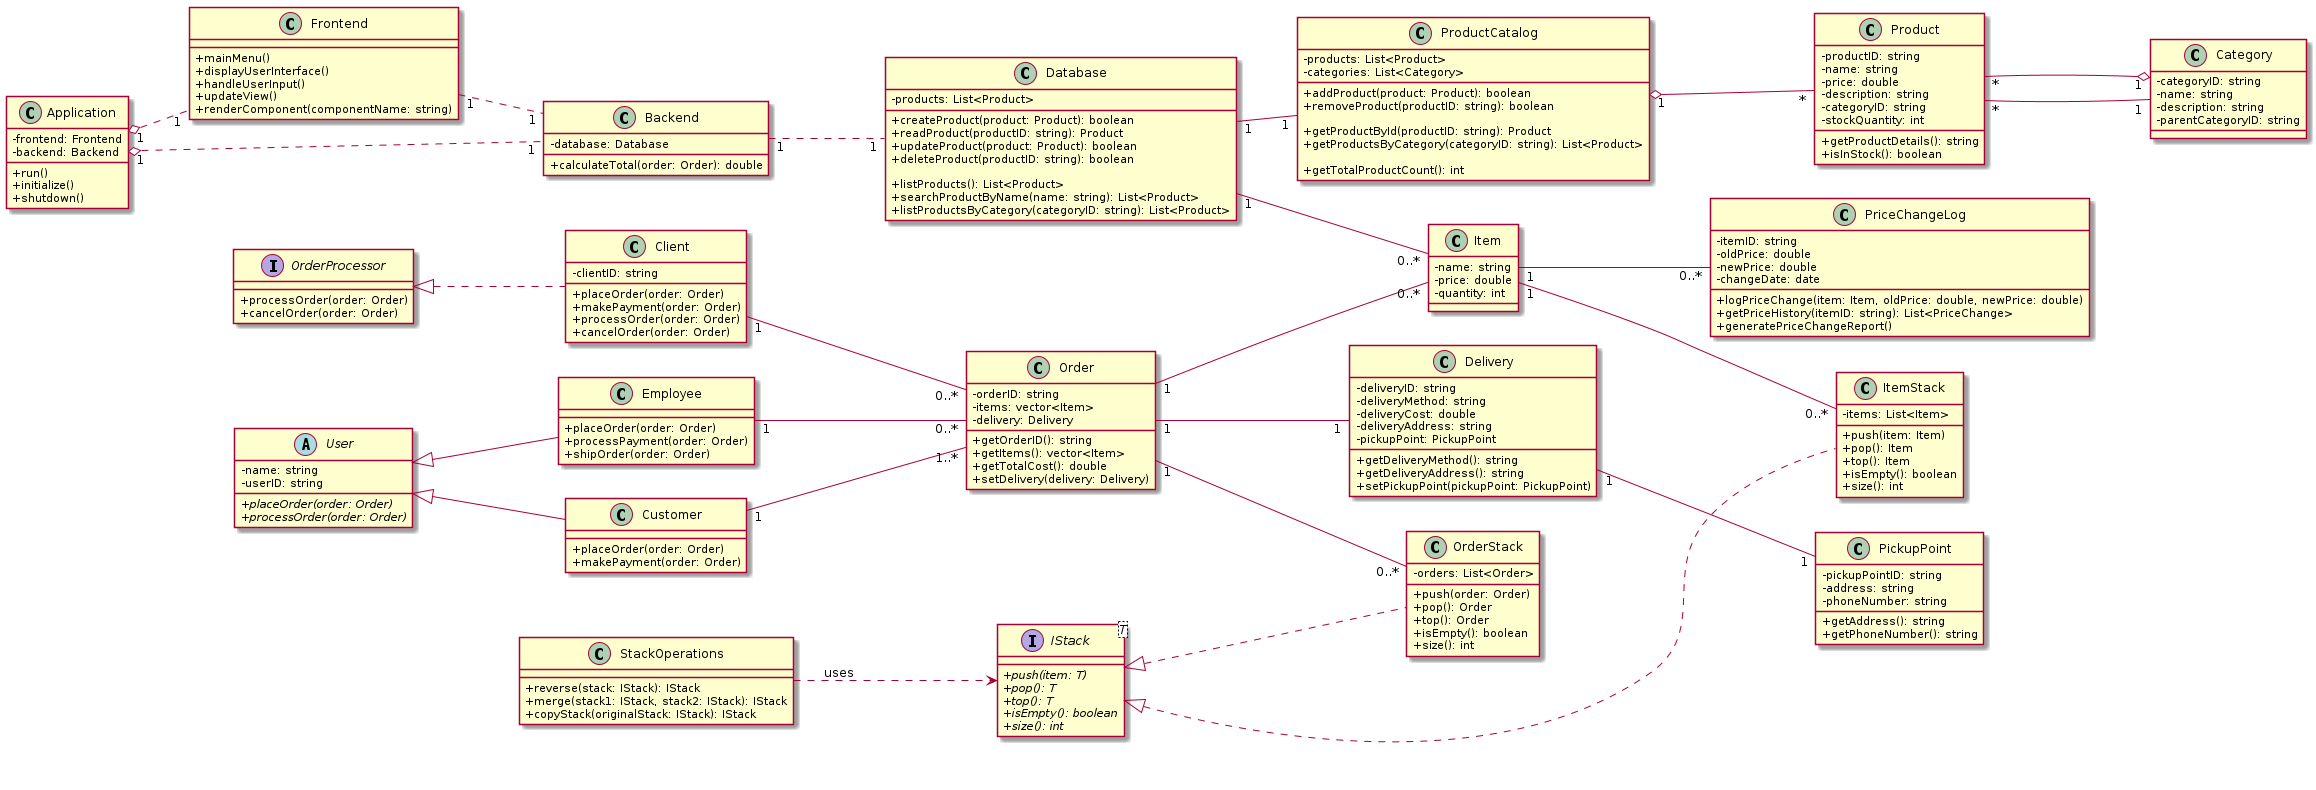 Frontend
+mainMenu()
+displayUserInterface()
+handleUserInput()
+updateView()
+renderComponent(componentName: string)
Application
-frontend: Frontend
-backend: Backend
+run()
+initialize()
+shutdown()
1
1
1
1
1
1
Backend
-database: Database
+calculateTotal(order: Order): double
1
1
Database
-products: List<Product>
+createProduct(product: Product): boolean
+readProduct(productID: string): Product
+updateProduct(product: Product): boolean
+deleteProduct(productID: string): boolean
+listProducts(): List<Product>
+searchProductByName(name: string): List<Product>
+listProductsByCategory(categoryID: string): List<Product>
1
1
1
0..*
ProductCatalog
-products: List<Product>
-categories: List<Category>
+addProduct(product: Product): boolean
+removeProduct(productID: string): boolean
+getProductById(productID: string): Product
+getProductsByCategory(categoryID: string): List<Product>
+getTotalProductCount(): int
1
*
Product
-productID: string
-name: string
-price: double
-description: string
-categoryID: string
-stockQuantity: int
+getProductDetails(): string
+isInStock(): boolean
*
1
*
1
Category
-categoryID: string
-name: string
-description: string
-parentCategoryID: string
OrderProcessor
+processOrder(order: Order)
+cancelOrder(order: Order)
Client
-clientID: string
+placeOrder(order: Order)
+makePayment(order: Order)
+processOrder(order: Order)
+cancelOrder(order: Order)
1
0..*
Item
-name: string
-price: double
-quantity: int
0..*
1
1
0..*
PriceChangeLog
-itemID: string
-oldPrice: double
-newPrice: double
-changeDate: date
+logPriceChange(item: Item, oldPrice: double, newPrice: double)
+getPriceHistory(itemID: string): List<PriceChange>
+generatePriceChangeReport()
User
-name: string
-userID: string
+placeOrder(order: Order)
+processOrder(order: Order)
Employee
+placeOrder(order: Order)
+processPayment(order: Order)
+shipOrder(order: Order)
1
0..*
Customer
+placeOrder(order: Order)
+makePayment(order: Order)
1
1..*
Order
-orderID: string
-items: vector<Item>
-delivery: Delivery
+getOrderID(): string
+getItems(): vector<Item>
+getTotalCost(): double
+setDelivery(delivery: Delivery)
1
1
1
1
0..*
Delivery
-deliveryID: string
-deliveryMethod: string
-deliveryCost: double
-deliveryAddress: string
-pickupPoint: PickupPoint
+getDeliveryMethod(): string
+getDeliveryAddress(): string
+setPickupPoint(pickupPoint: PickupPoint)
1
1
0..*
ItemStack
-items: List<Item>
+push(item: Item)
+pop(): Item
+top(): Item
+isEmpty(): boolean
+size(): int
PickupPoint
-pickupPointID: string
-address: string
-phoneNumber: string
+getAddress(): string
+getPhoneNumber(): string
OrderStack
-orders: List<Order>
+push(order: Order)
+pop(): Order
+top(): Order
+isEmpty(): boolean
+size(): int
StackOperations
+reverse(stack: IStack): IStack
+merge(stack1: IStack, stack2: IStack): IStack
+copyStack(originalStack: IStack): IStack
uses
IStack
T
+push(item: T)
+pop(): T
+top(): T
+isEmpty(): boolean
+size(): int